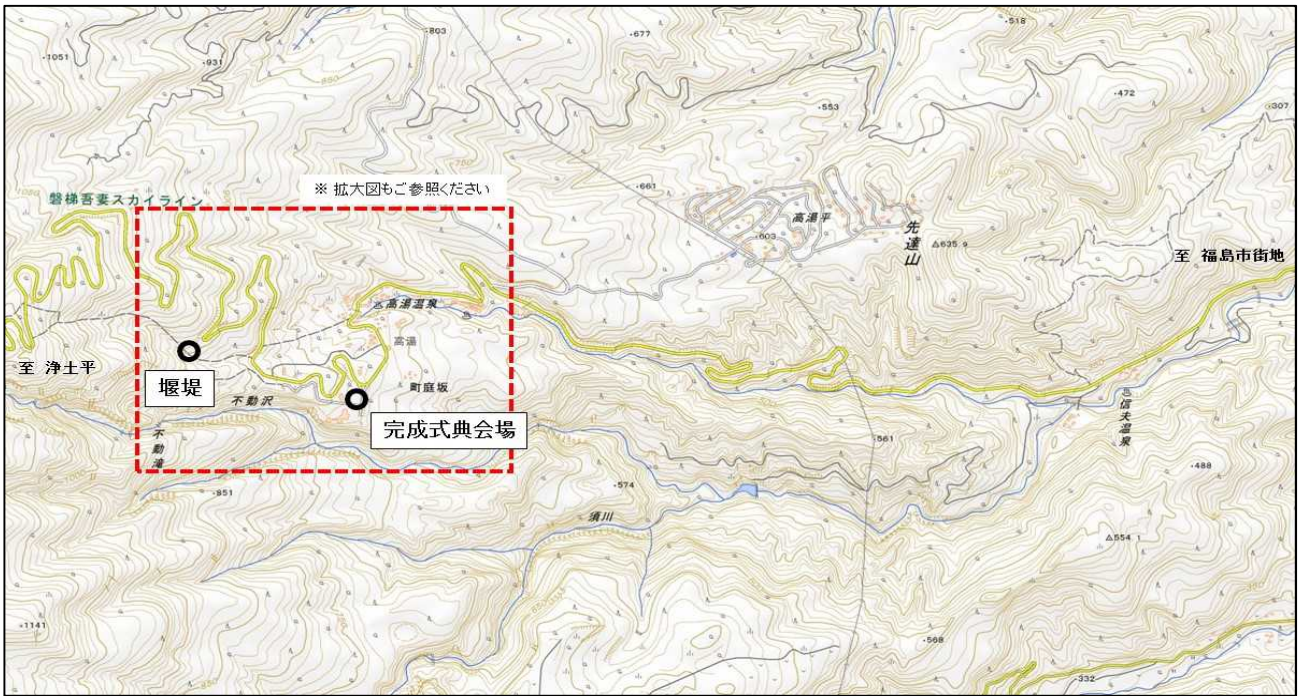 ・803
・677
・518
・1051
・931
・472
・553
・307
850
700
※ 拡大図もご参照ください
・661
磐梯吾妻スカイライン
高湯平
・603
先達山
△635.9
至 福島市街地
高湯温泉
高湯
至 浄土平
堰堤
町庭坂
不動沢
完成式典会場
信夫温泉
不動滝
・561
・488
・851
・574
須川
△554.1
・1141
・568
・332